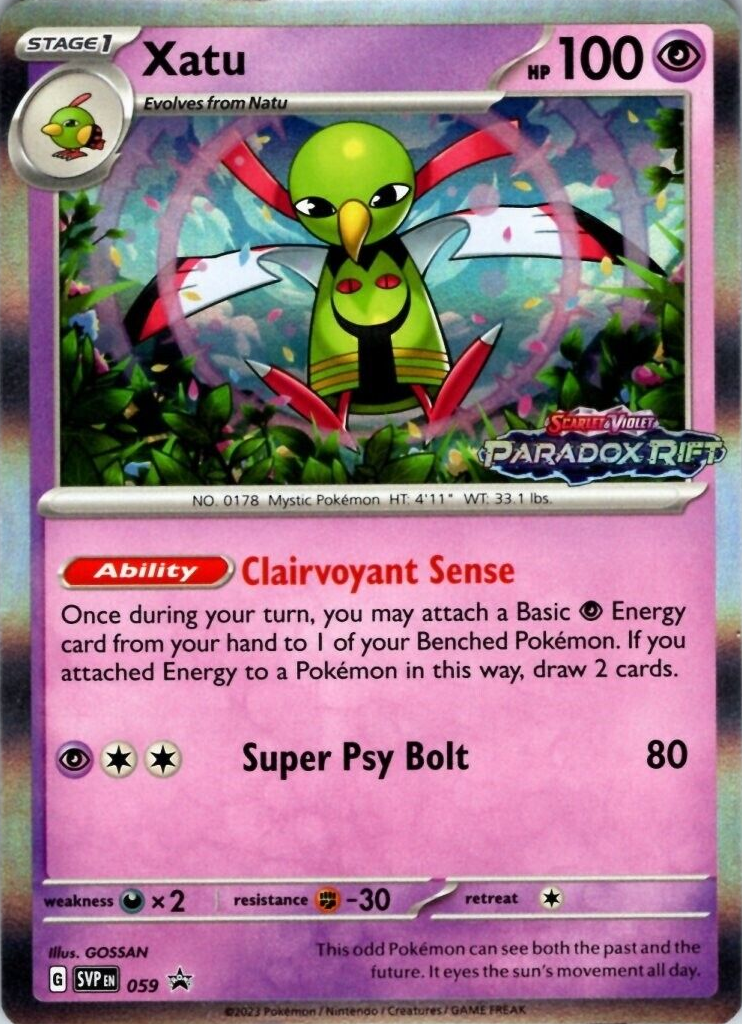 STAGE 1
Xatu
HP 100
Evolves from Natu
SCARLET & VIOLET
PARADOX RIFT
NO. 0178 Mystic Pokémon HT: 4'11" WT: 33.1 lbs.
Ability Clairvoyant Sense
Once during your turn, you may attach a Basic Energy
card from your hand to 1 of your Benched Pokémon. If you
attached Energy to a Pokémon in this way, draw 2 cards.
Super Psy Bolt 80
weakness ×2 resistance -30 retreat
Illus. GOSSAN
This odd Pokémon can see both the past and the
future. It eyes the sun's movement all day.
G SVP EN 059
©2023 Pokémon / Nintendo / Creatures / GAME FREAK